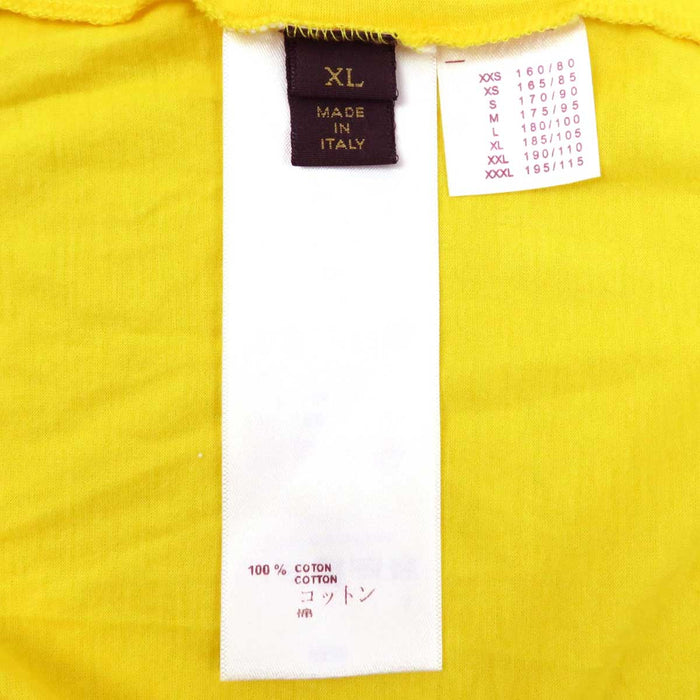 XL
MADE
IN
ITALY
XXS 160/80
XS 165/85
S 170/90
M 175/95
L 180/100
XL 185/105
XXL 190/110
XXXL 195/115
100 % COTON
COTTON
コットン
棉